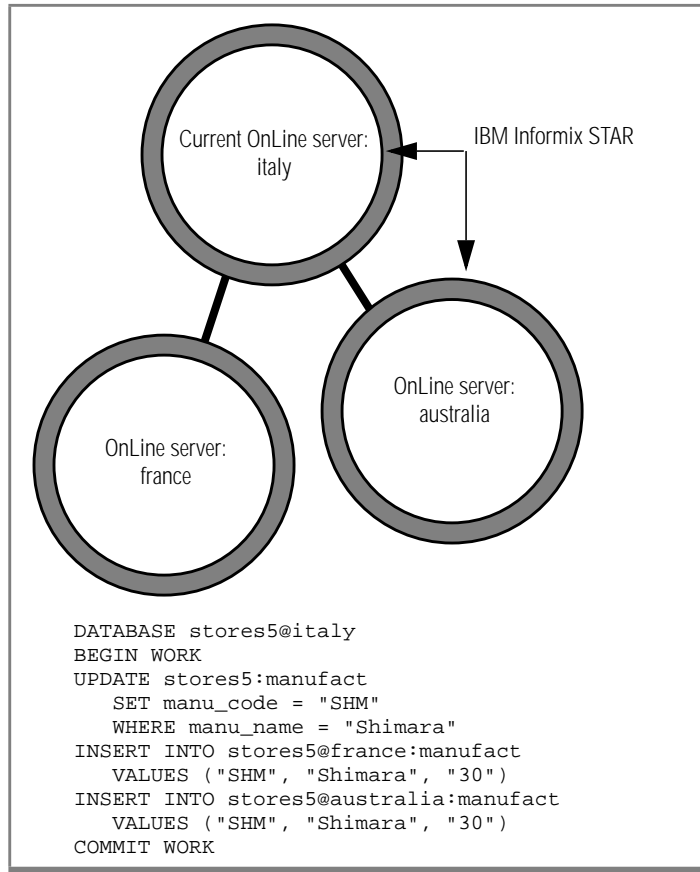 Current OnLine server:
italy
IBM Informix STAR
OnLine server:
australia
OnLine server:
france
DATABASE stores5@italy
BEGIN WORK
UPDATE stores5:manufact
   SET manu_code = "SHM"
   WHERE manu_name = "Shimara"
INSERT INTO stores5@france:manufact
   VALUES ("SHM", "Shimara", "30")
INSERT INTO stores5@australia:manufact
   VALUES ("SHM", "Shimara", "30")
COMMIT WORK